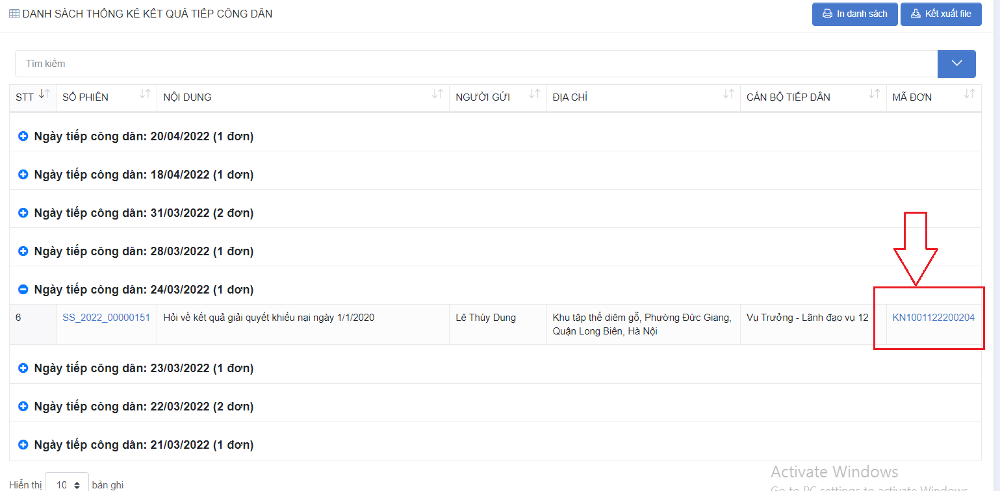 DANH SÁCH THỐNG KÊ KẾT QUẢ TIẾP CÔNG DÂN
In danh sách
Kết xuất file
Tìm kiếm
STT SỐ PHIÊN NỘI DUNG NGƯỜI GỬI ĐỊA CHỈ CÁN BỘ TIẾP DÂN MÃ ĐƠN
Ngày tiếp công dân: 20/04/2022 (1 đơn)
Ngày tiếp công dân: 18/04/2022 (1 đơn)
Ngày tiếp công dân: 31/03/2022 (2 đơn)
Ngày tiếp công dân: 28/03/2022 (1 đơn)
Ngày tiếp công dân: 24/03/2022 (1 đơn)
6 SS_2022_00000151 Hỏi về kết quả giải quyết khiếu nại ngày 1/1/2020 Lê Thùy Dung Khu tập thể diêm gỗ, Phường Đức Giang, Vụ Trưởng - Lãnh đạo vụ 12 KN1001122200204
Quận Long Biên, Hà Nội
Ngày tiếp công dân: 23/03/2022 (1 đơn)
Ngày tiếp công dân: 22/03/2022 (2 đơn)
Ngày tiếp công dân: 21/03/2022 (1 đơn)
Hiển thị 10 bản ghi
Activate Windows
Go to PC settings to activate Windows.